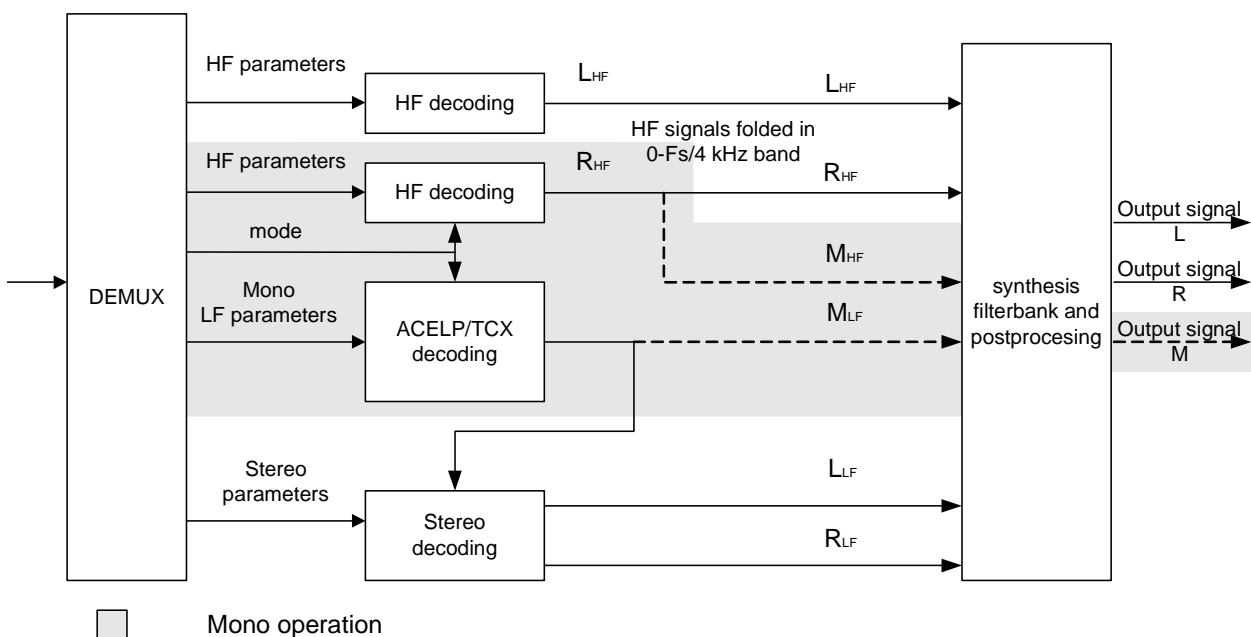 HF parameters
HF decoding
LHF
LHF
HF signals folded in
0-Fs/4 kHz band
HF parameters
HF decoding
RHF
RHF
mode
MHF
DEMUX
Mono
LF parameters
ACELP/TCX
decoding
MLF
synthesis
filterbank and
postprocesing
Output signal
L
Output signal
R
Output signal
M
Stereo
parameters
Stereo
decoding
LLF
RLF
Mono operation